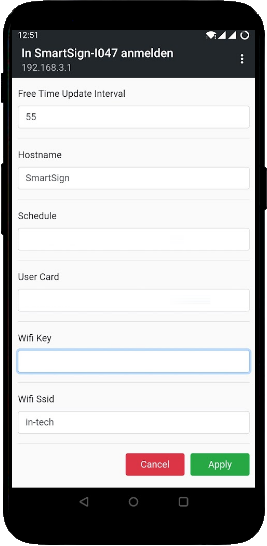 12:51
In SmartSign-I047 anmelden
192.168.3.1
Free Time Update Interval
55
Hostname
SmartSign
Schedule
User Card
Wifi Key
Wifi Ssid
in-tech
Cancel
Apply